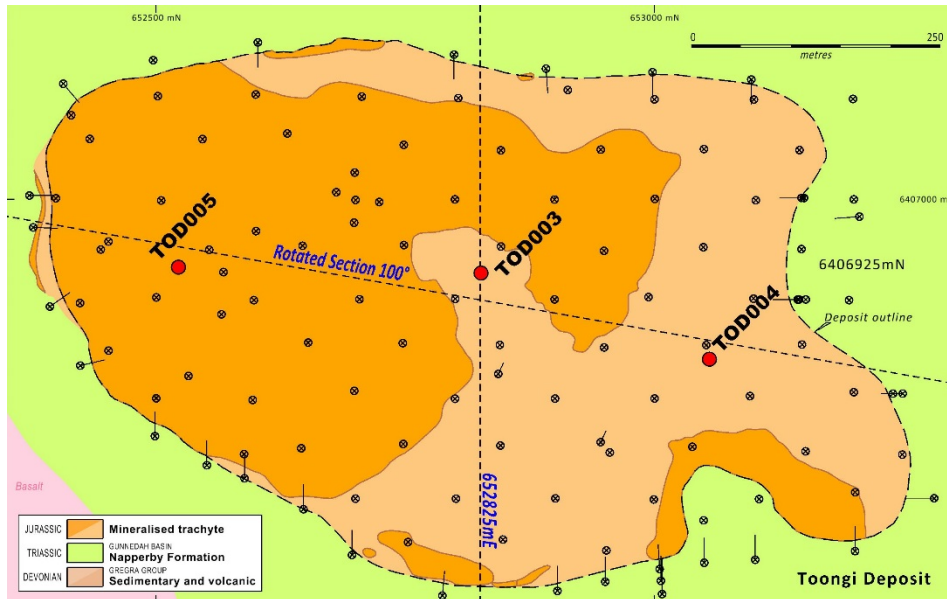 652500 mN
653000 mN
0
250
metres
6407000 m
TOD005
TOD003
Rotated Section 100°
6406925mN
TOD004
Deposit outline
652825mE
Basalt
JURASSIC
Mineralised trachyte
TRIASSIC
GUNNEDAH BASIN
Napperby Formation
DEVONIAN
GREGRA GROUP
Sedimentary and volcanic
Toongi Deposit